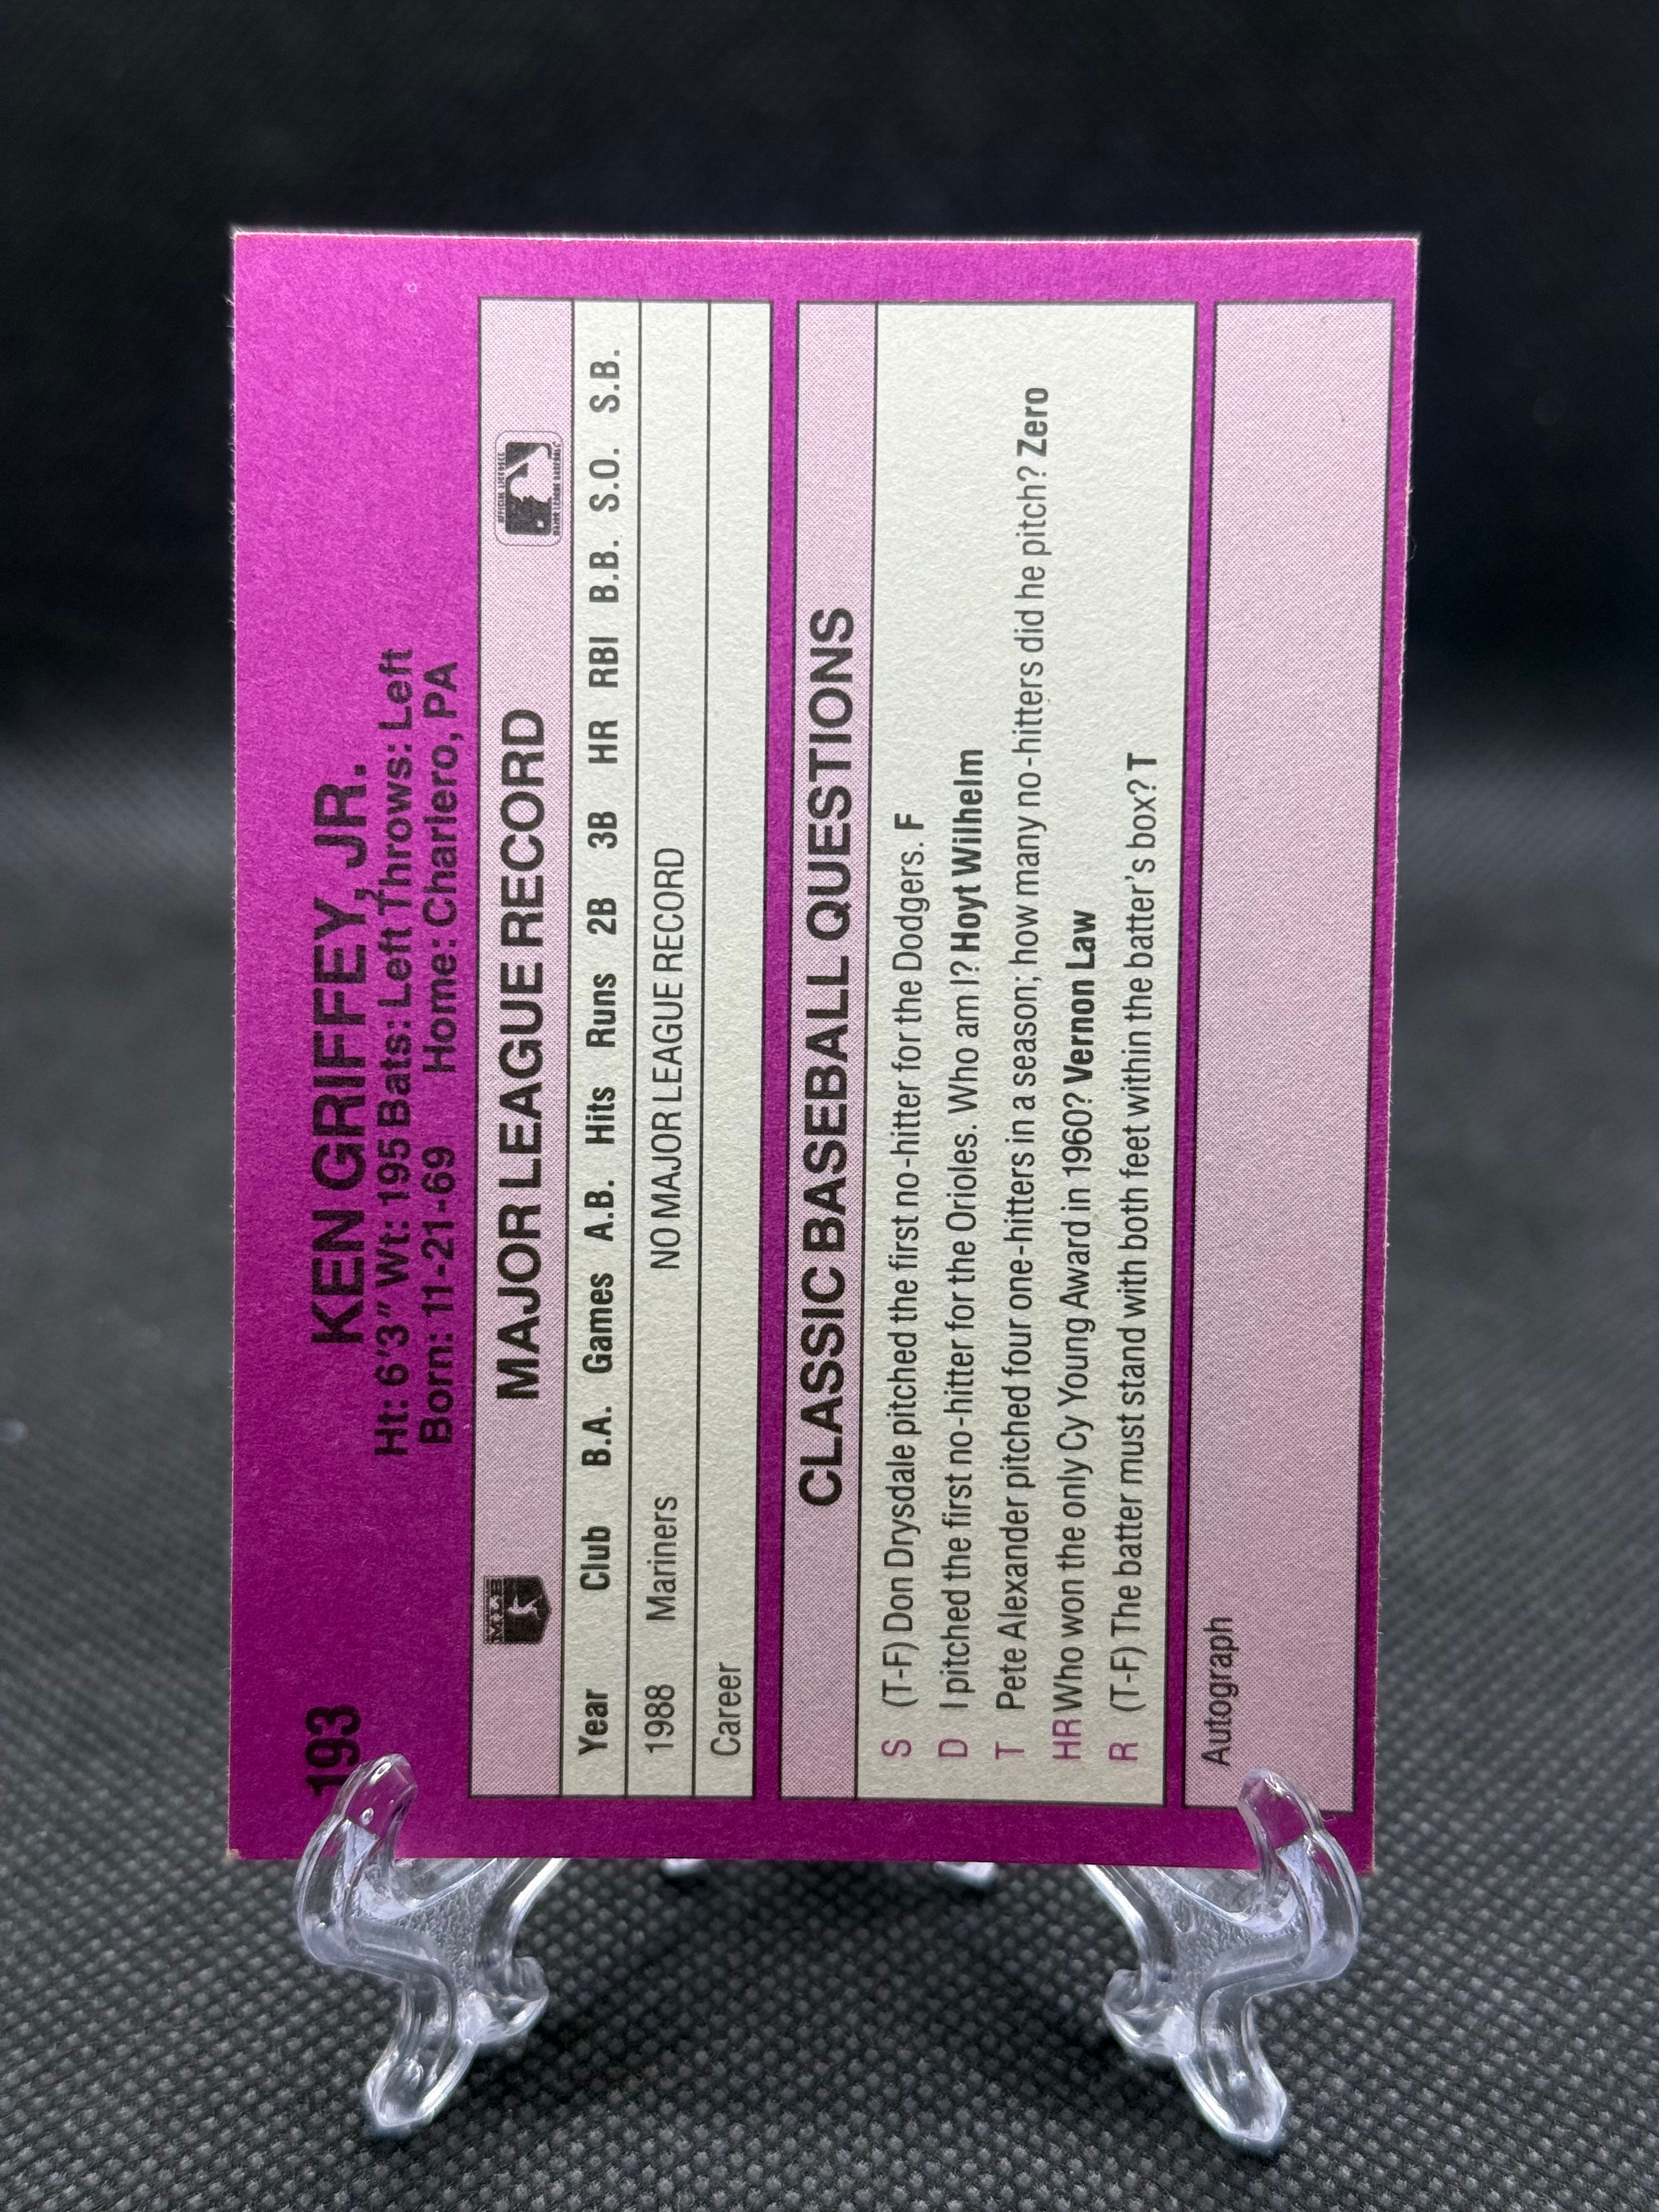 193
KEN GRIFFEY, JR.
Ht: 6'3" Wt: 195 Bats: Left Throws: Left
Born: 11-21-69 Home: Charlero, PA
MLB MAJOR LEAGUE RECORD
Year Club B.A. Games A.B. Hits Runs 2B 3B HR RBI B.B. S.O. S.B.
1988 Mariners NO MAJOR LEAGUE RECORD
Career
CLASSIC BASEBALL QUESTIONS
S (T-F) Don Drysdale pitched the first no-hitter for the Dodgers. F
D I pitched the first no-hitter for the Orioles. Who am I? Hoyt Wilhelm
T Pete Alexander pitched four one-hitters in a season; how many no-hitters did he pitch? Zero
HR Who won the only Cy Young Award in 1960? Vernon Law
R (T-F) The batter must stand with both feet within the batter's box? T
Autograph